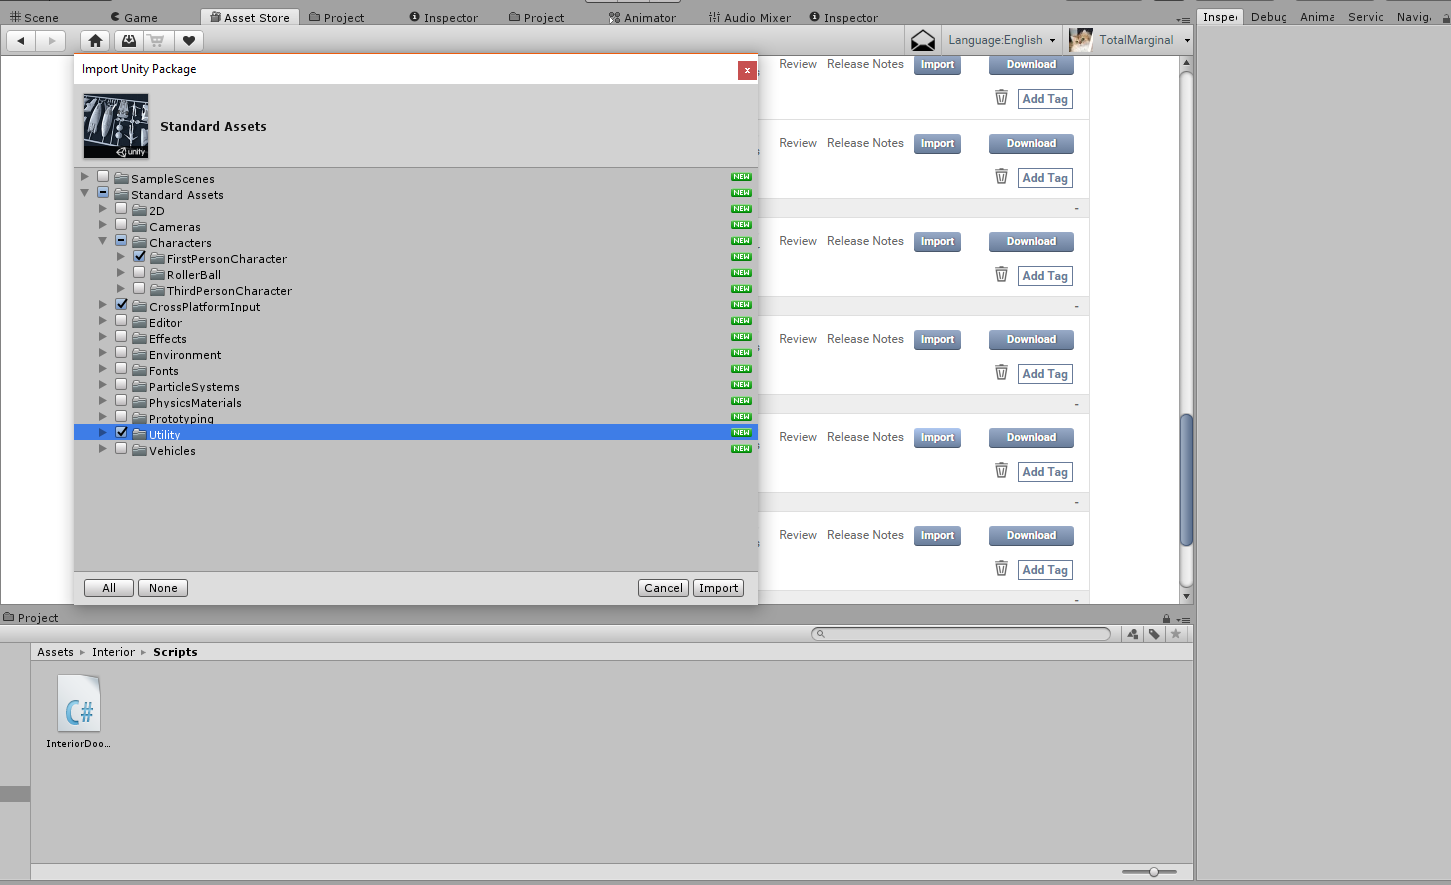 Scene Game Asset Store Project Inspector Project Animator Audio Mixer Inspector
Inspe Debug Anima Servic Navig
Language:English TotalMarginal
Import Unity Package
x
unity
Standard Assets
SampleScenes NEW
Standard Assets NEW
2D NEW
Cameras NEW
Characters NEW
FirstPersonCharacter NEW
RollerBall NEW
ThirdPersonCharacter NEW
CrossPlatformInput NEW
Editor NEW
Effects NEW
Environment NEW
Fonts NEW
ParticleSystems NEW
PhysicsMaterials NEW
Prototyping NEW
Utility NEW
Vehicles NEW
All None Cancel Import
Review Release Notes Import Download
Add Tag
Review Release Notes Import Download
Add Tag
-
Review Release Notes Import Download
Add Tag
-
Review Release Notes Import Download
Add Tag
-
Review Release Notes Import Download
Add Tag
-
Review Release Notes Import Download
Add Tag
-
Project
Assets Interior Scripts
C#
InteriorDoo...